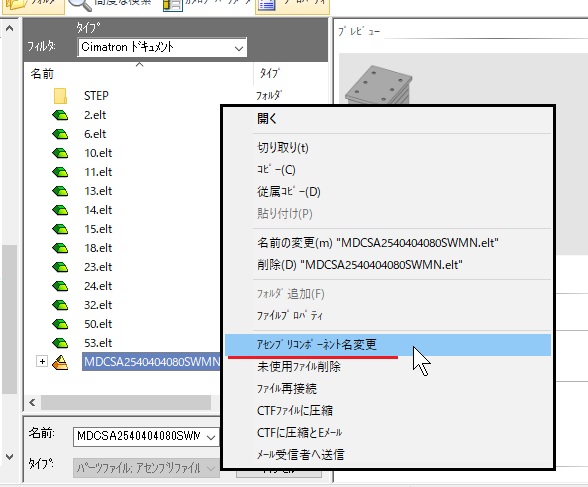 フォルダ
高度な検索
カタログ パラメータ
プロパティ
タイプ
フィルタ:
Cimatron ドキュメント
プレビュー
名前
タイプ
STEP
フォルダ
2.elt
6.elt
10.elt
11.elt
13.elt
14.elt
15.elt
18.elt
23.elt
24.elt
32.elt
50.elt
53.elt
MDCSA2540404080SWMN
開く
切り取り(t)
コピー(C)
従属コピー(D)
貼り付け(P)
名前の変更(m) "MDCSA2540404080SWMN.elt"
削除(D) "MDCSA2540404080SWMN.elt"
フォルダ 追加(F)
ファイルプロパティ
アセンブリコンポーネント名変更
未使用ファイル削除
ファイル再接続
CTFファイルに圧縮
CTFに圧縮とEメール
メール受信者へ送信
名前:
MDCSA2540404080SWM
タイプ:
パーツファイル; アセンブリファイル